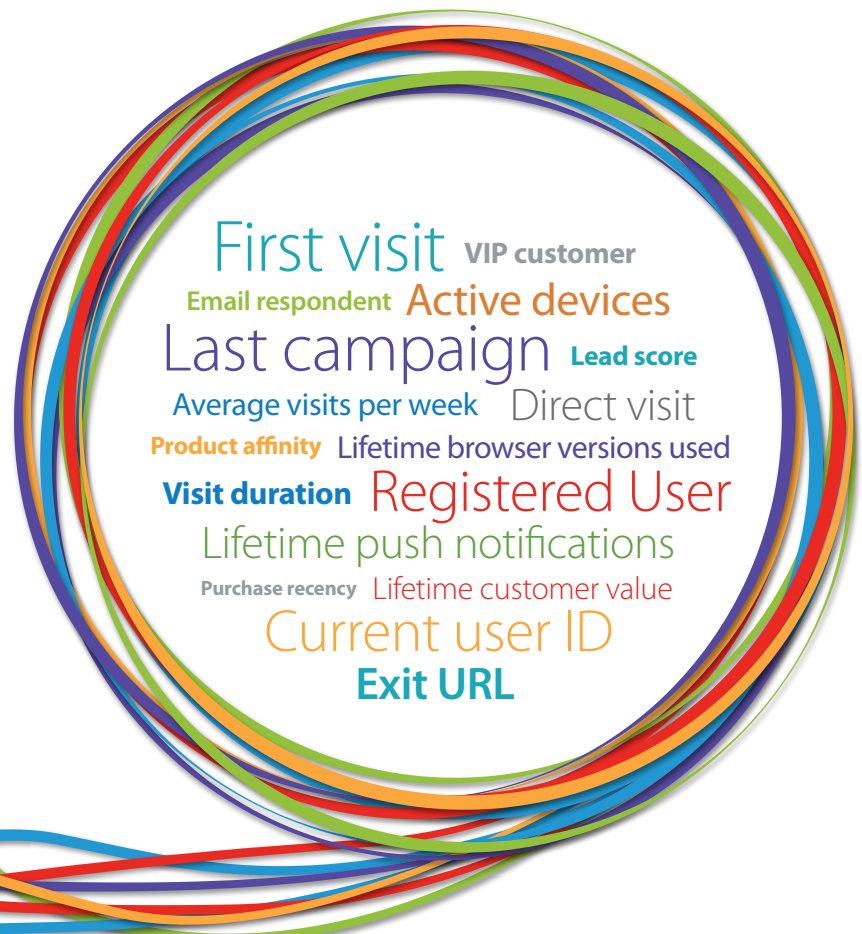 First visit VIP customer
Email respondent Active devices
Last campaign Lead score
Average visits per week Direct visit
Product affinity Lifetime browser versions used
Visit duration Registered User
Lifetime push notifications
Purchase recency Lifetime customer value
Current user ID
Exit URL